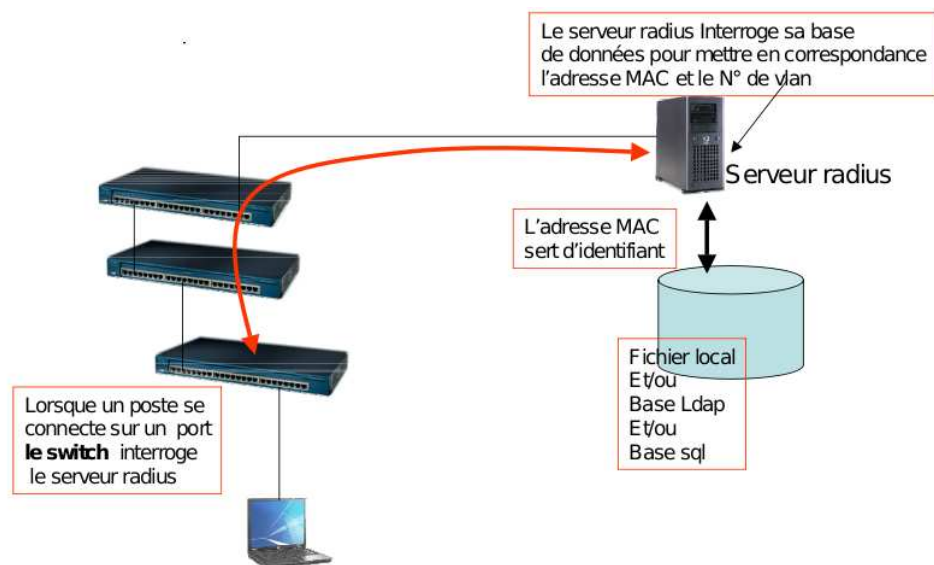 Le serveur radius Interroge sa base
de données pour mettre en correspondance
l'adresse MAC et le N° de vlan
Serveur radius
L'adresse MAC
sert d'identifiant
Fichier local
Et/ou
Base Ldap
Et/ou
Base sql
Lorsque un poste se
connecte sur un port
le switch interroge
le serveur radius